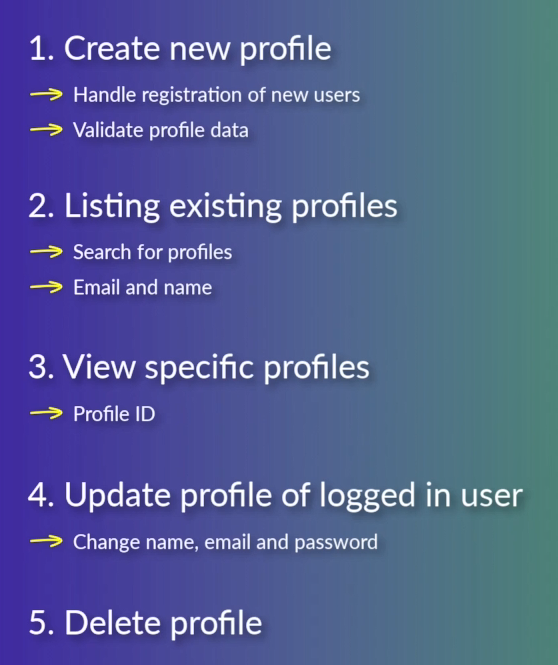 1. Create new profile
Handle registration of new users
Validate profile data
2. Listing existing profiles
Search for profiles
Email and name
3. View specific profiles
Profile ID
4. Update profile of logged in user
Change name, email and password
5. Delete profile